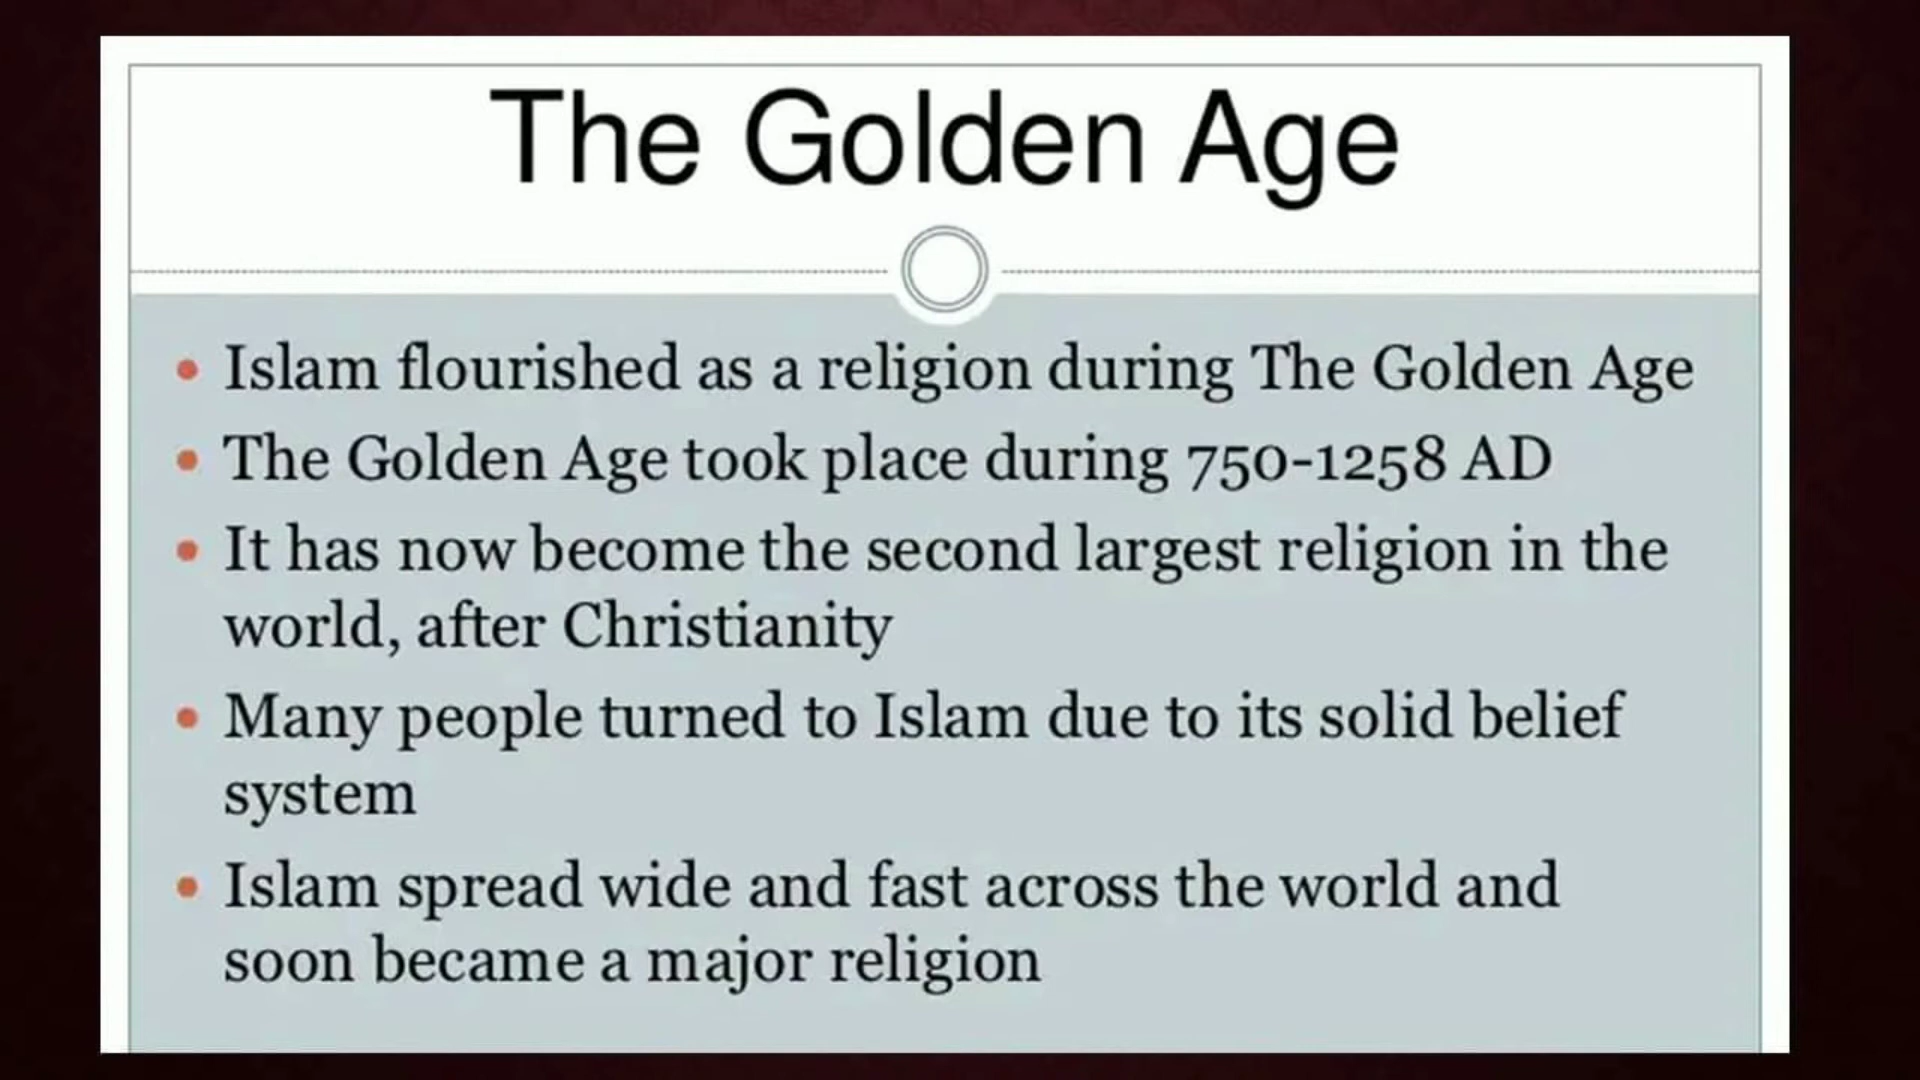 The Golden Age
• Islam flourished as a religion during The Golden Age
• The Golden Age took place during 750-1258 AD
• It has now become the second largest religion in the
world, after Christianity
• Many people turned to Islam due to its solid belief
system
• Islam spread wide and fast across the world and
soon became a major religion